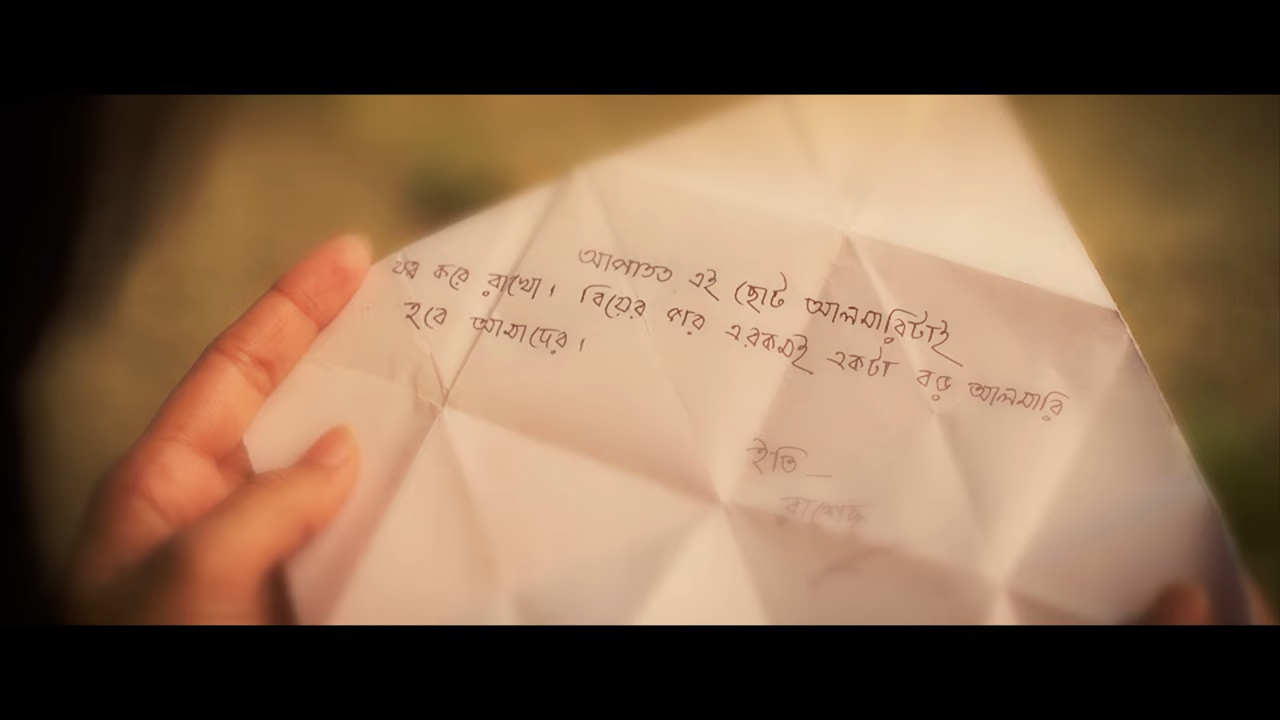 আপাতত এই ছোট আলমারিটাই
যত্ন করে রাখো। বিয়ের পর এরকমই একটা বড় আলমারি
হবে আমাদের।
ইতি_
রাশেদ